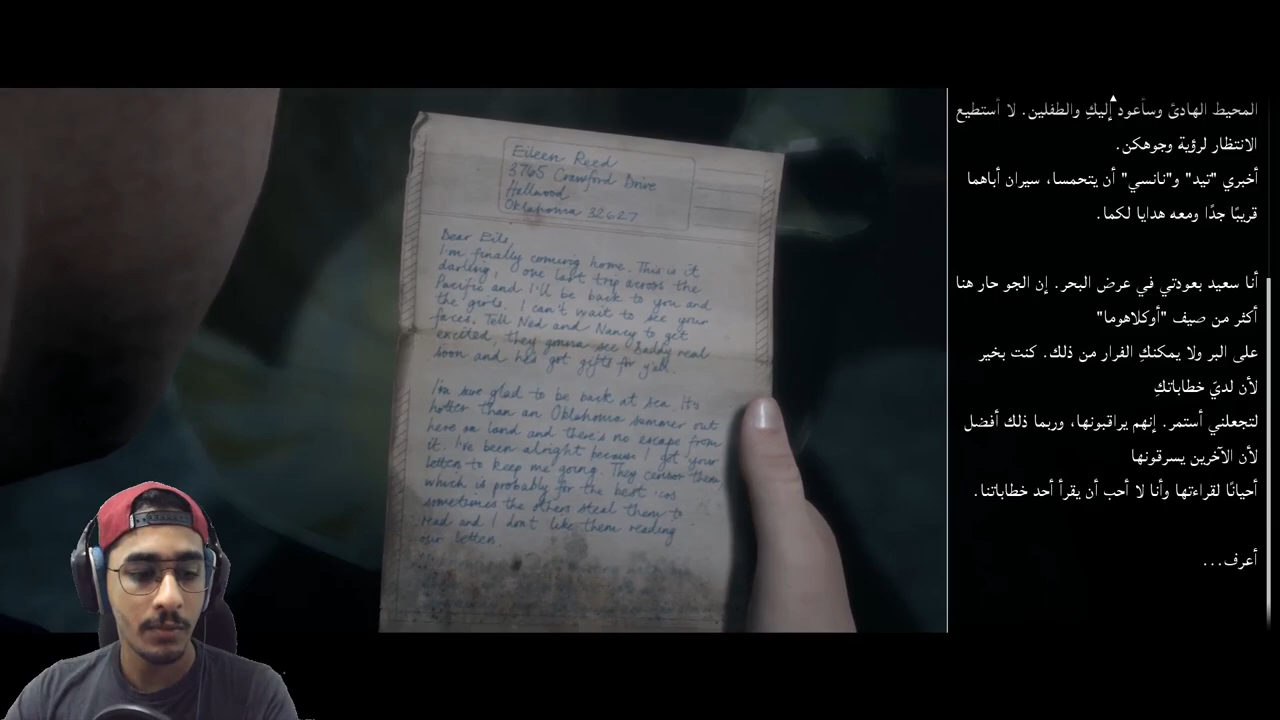 Eileen Reed
3765 Crawford Drive
Hallwood
Oklahoma 32627
Dear Eile,
I'm finally coming home. This is it
darling, one last trip across the
Pacific and I'll be back to you and
the girls. I can't wait to see your
faces. Tell Ned and Nancy to get
excited, they gonna see Daddy real
soon and he's got gifts for y'all.
I'm sure glad to be back at sea. It's
hotter than an Oklahoma summer out
here on land and there's no escape from
it. I've been alright because I get your
letters to keep me going. They censor them
which is probably for the best 'cos
sometimes the others steal them to
read and I don't like them reading
our letters.
المحيط الهادئ وسأعود إليكِ والطفلين. لا أستطيع
الانتظار لرؤية وجوهكن.
أخبري "تيد" و"نانسي" أن يتحمسا، سيران أباهما
قريبًا جدًا ومعه هدايا لكما.
أنا سعيد بعودتي في عرض البحر. إن الجو حار هنا
أكثر من صيف "أوكلاهوما"
على البر ولا يمكنكِ الفرار من ذلك. كنت بخير
لأن لديّ خطاباتكِ
لتجعلني أستمر. إنهم يراقبونها، وربما ذلك أفضل
لأن الآخرين يسرقونها
أحيانًا لقراءتها وأنا لا أحب أن يقرأ أحد خطاباتنا.
أعرف...